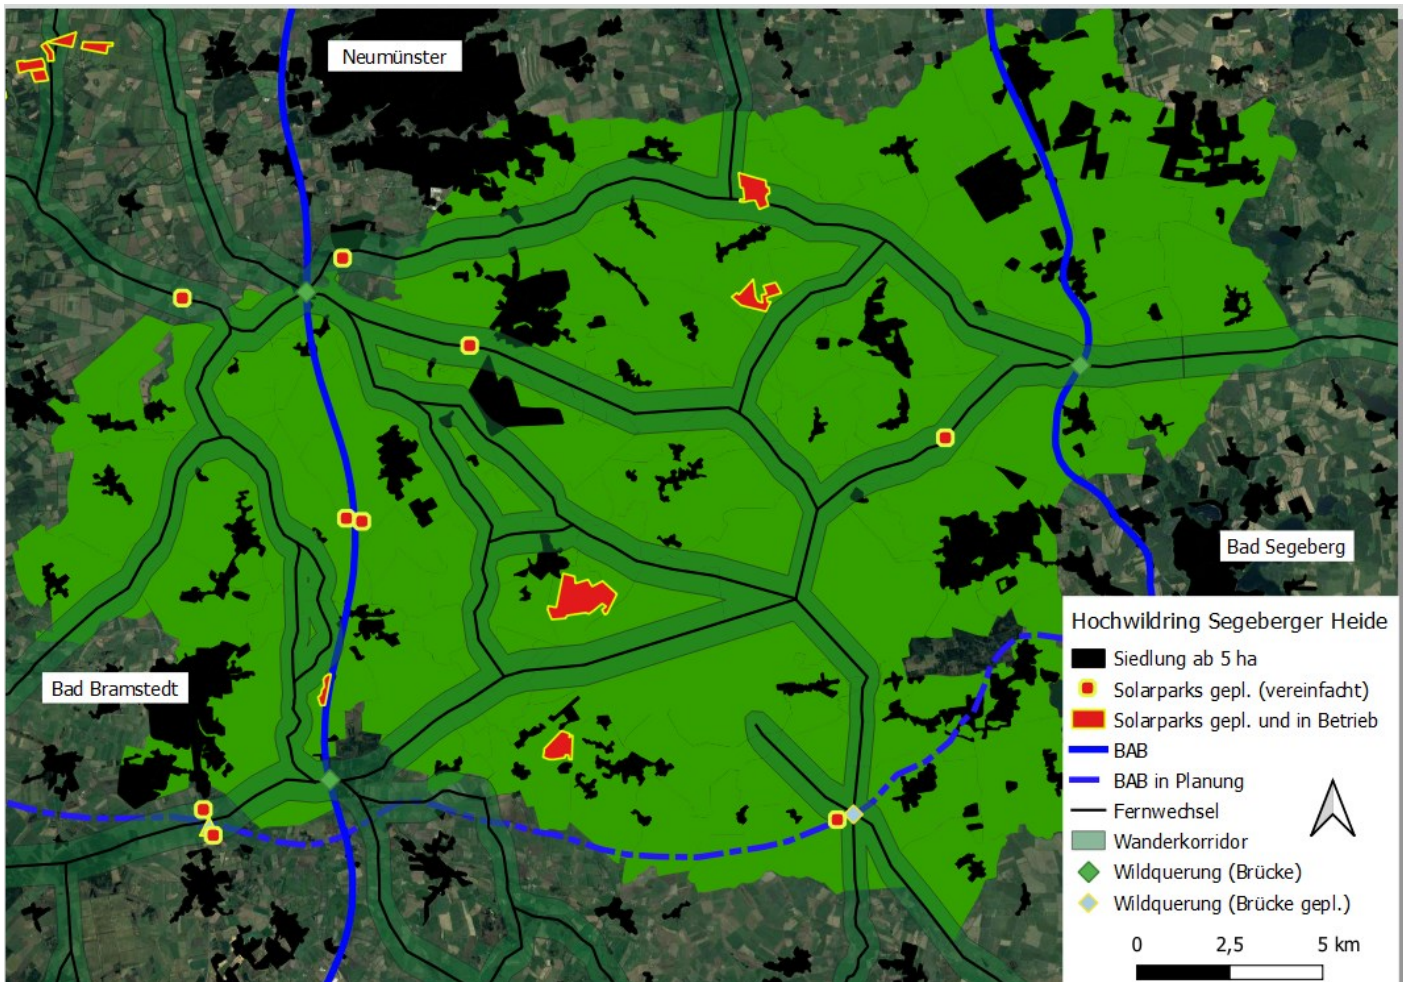 Neumünster
Bad Segeberg
Bad Bramstedt
Hochwildring Segeberger Heide
Siedlung ab 5 ha
Solarparks gepl. (vereinfacht)
Solarparks gepl. und in Betrieb
BAB
BAB in Planung
Fernwechsel
Wanderkorridor
Wildquerung (Brücke)
Wildquerung (Brücke gepl.)
0 2,5 5 km